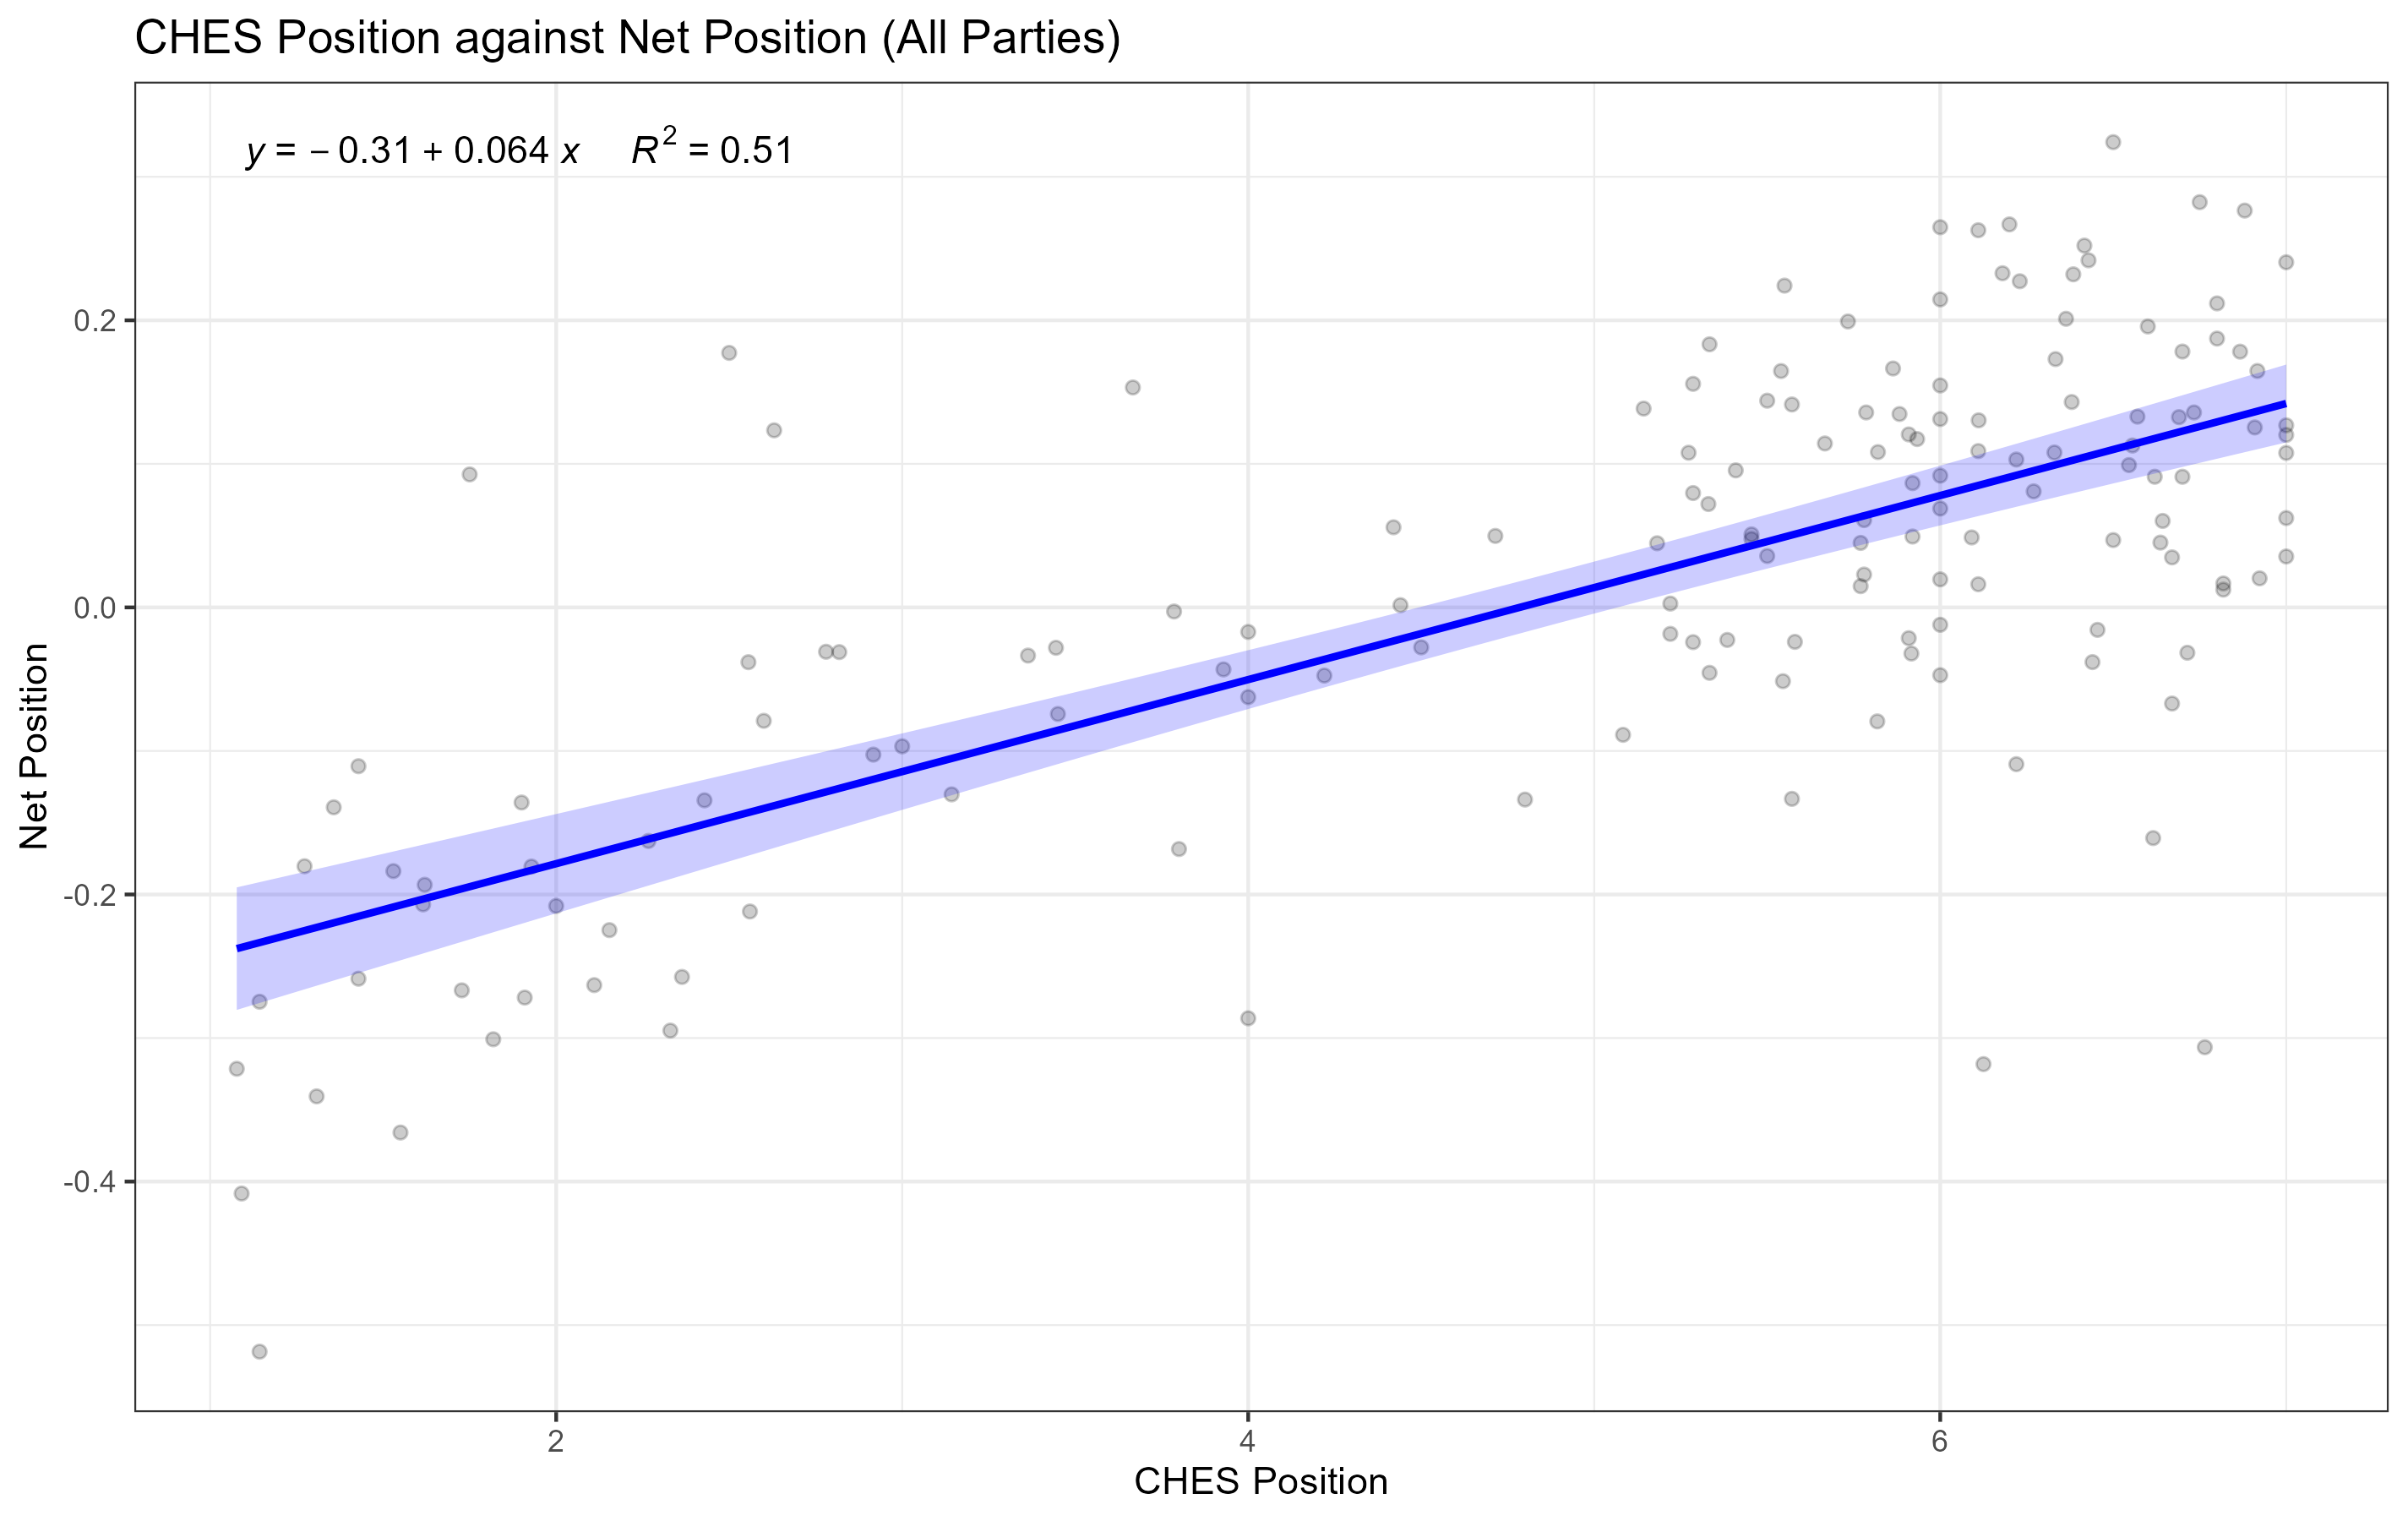 CHES Position against Net Position (All Parties)
y = − 0.31 + 0.064 x R² = 0.51
0.2
0.0
-0.2
-0.4
Net Position
2 4 6
CHES Position